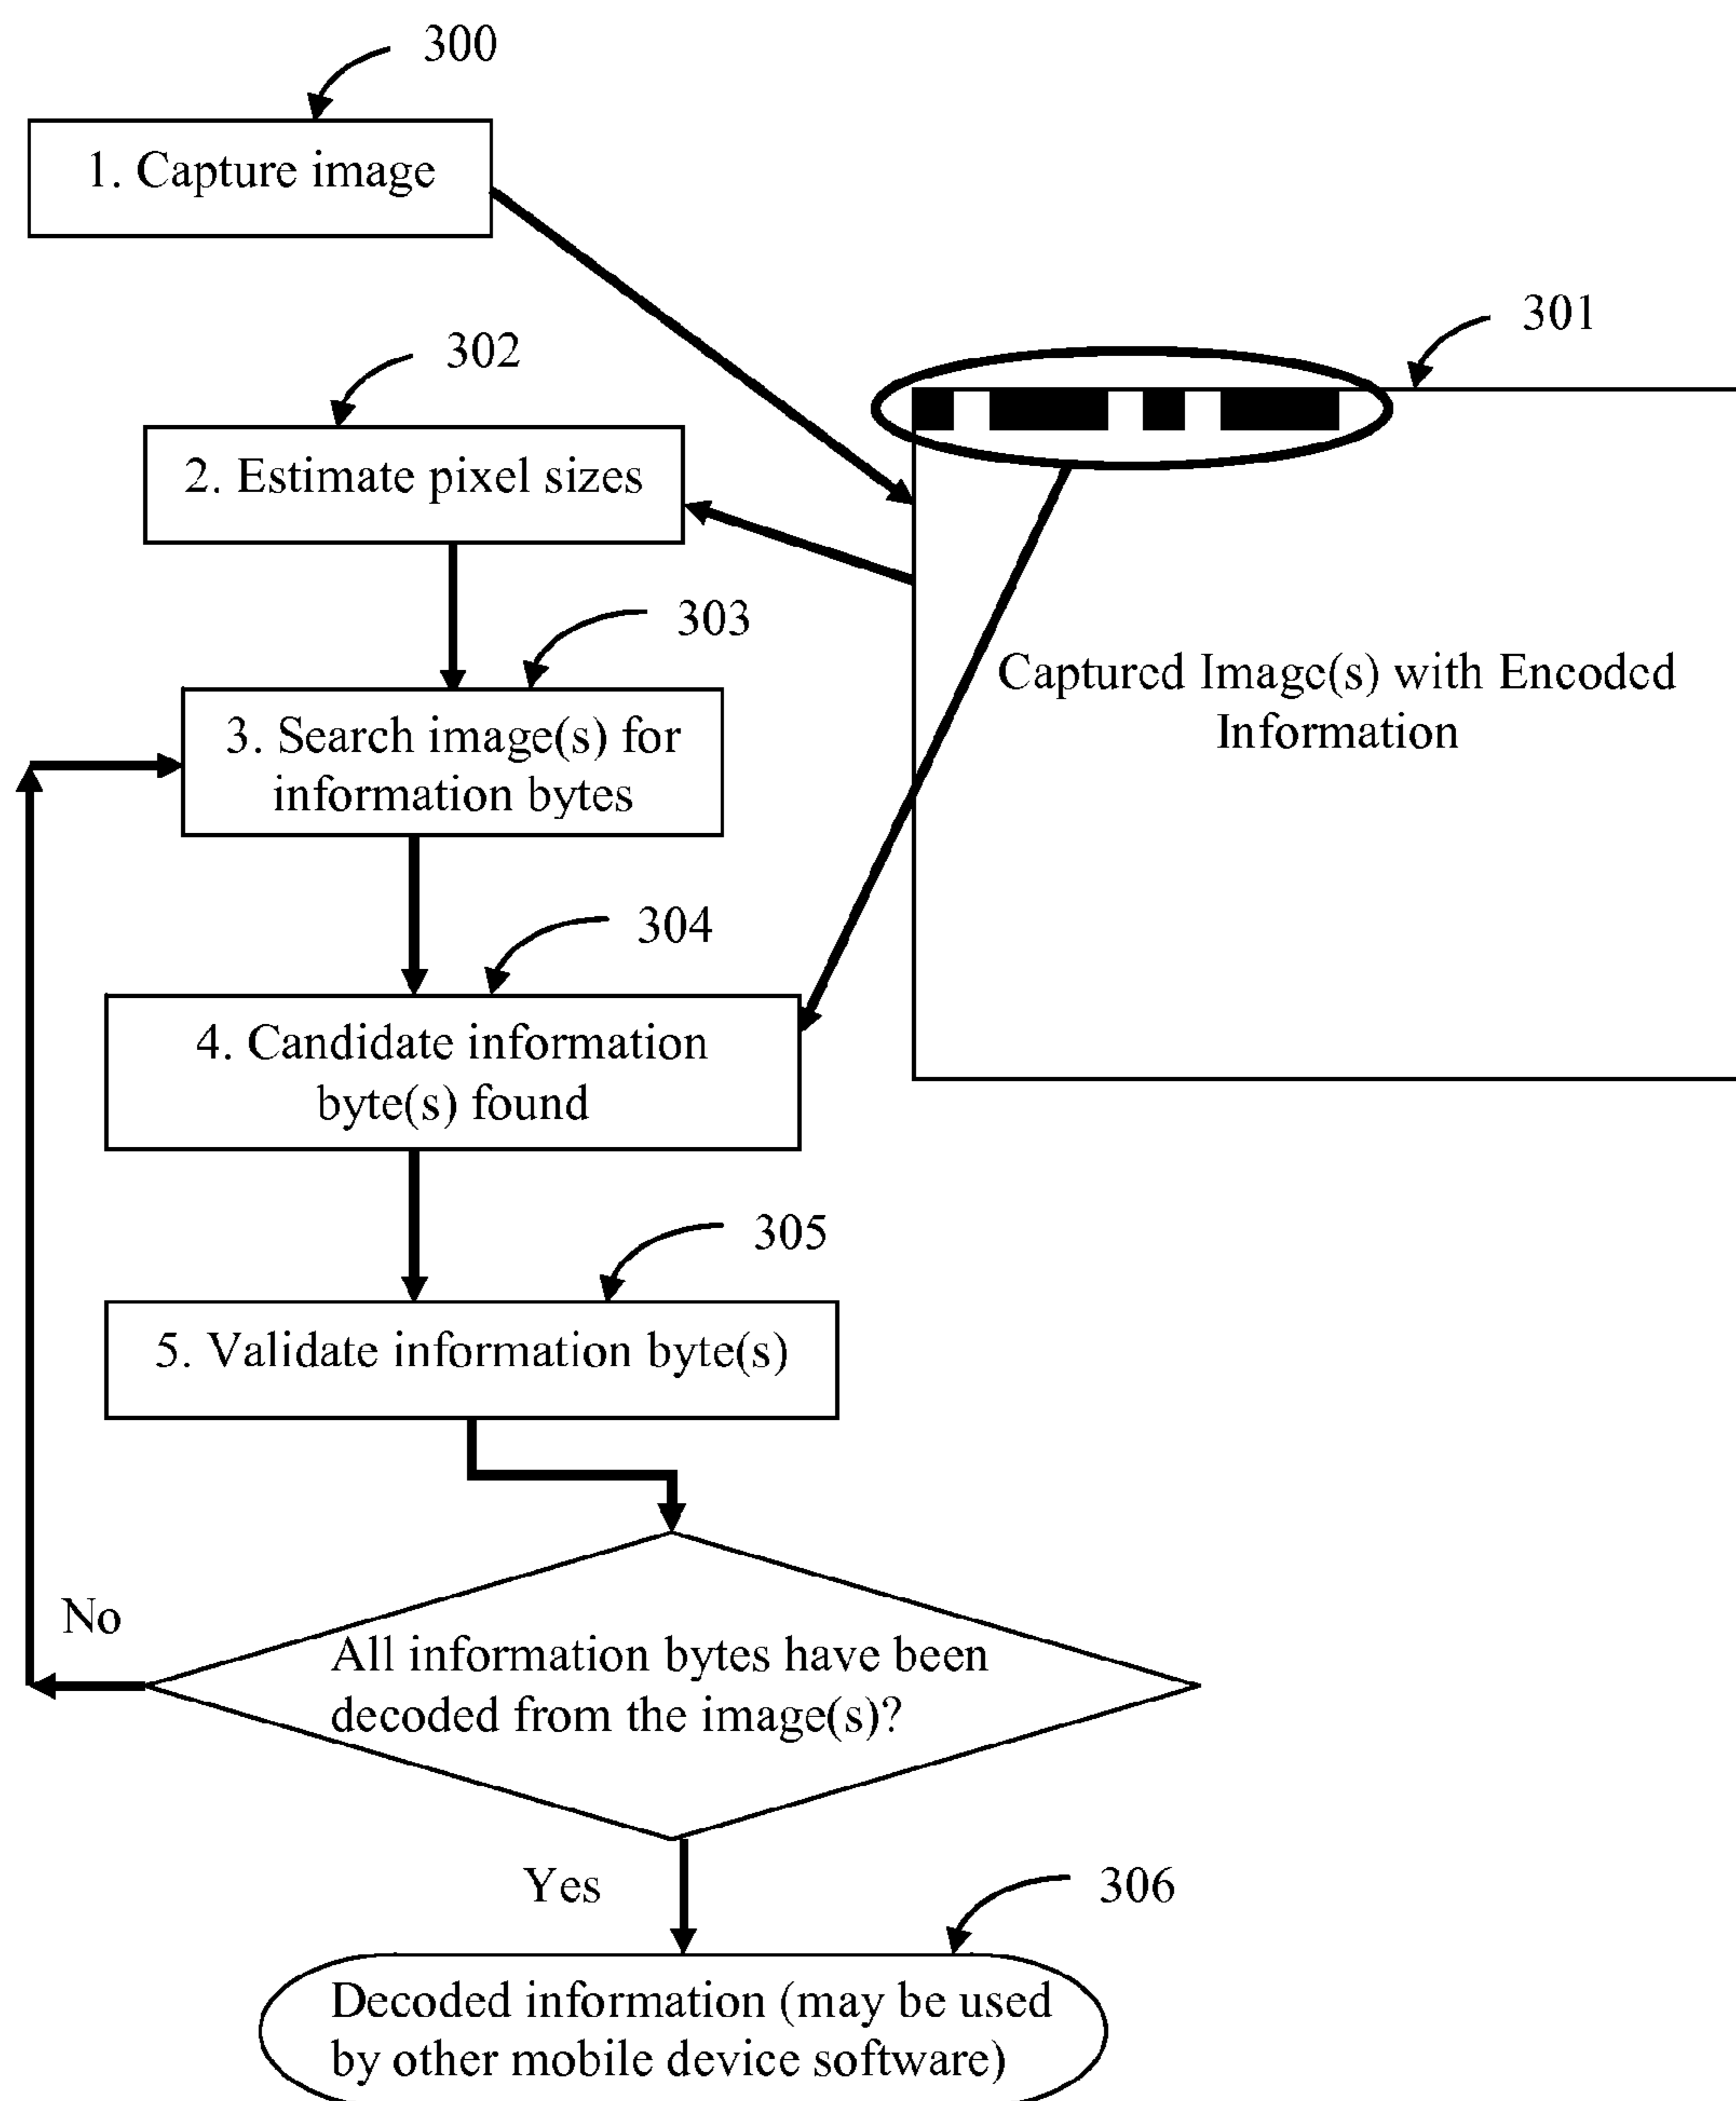 300
1. Capture image
301
302
2. Estimate pixel sizes
303
Captured Image(s) with Encoded
Information
3. Search image(s) for
information bytes
304
4. Candidate information
byte(s) found
305
5. Validate information byte(s)
No
All information bytes have been
decoded from the image(s)?
Yes
306
Decoded information (may be used
by other mobile device software)